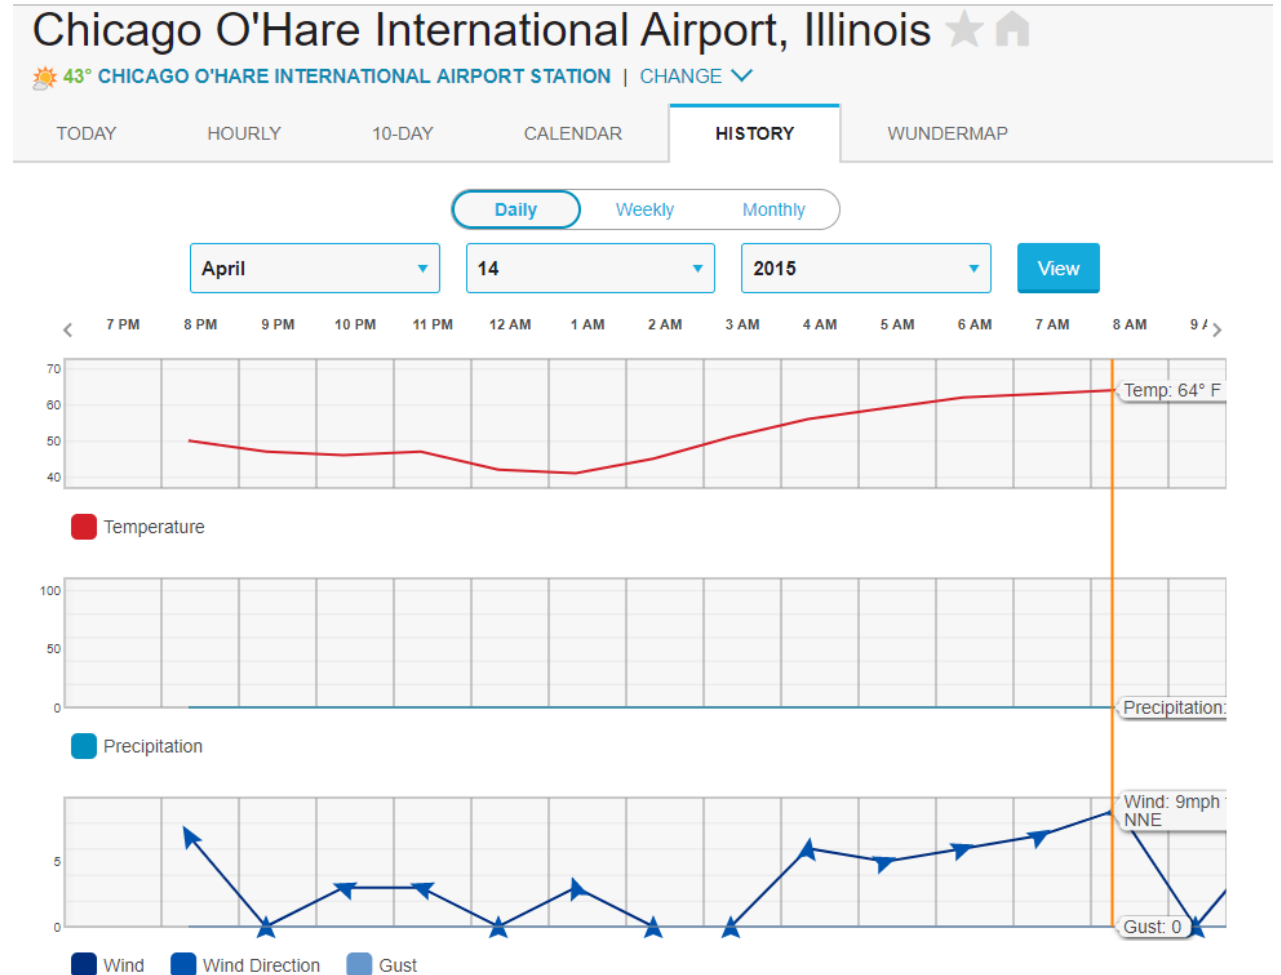 Chicago O'Hare International Airport, Illinois
43° CHICAGO O'HARE INTERNATIONAL AIRPORT STATION | CHANGE
TODAY HOURLY 10-DAY CALENDAR HISTORY WUNDERMAP
Daily Weekly Monthly
April 14 2015 View
7 PM 8 PM 9 PM 10 PM 11 PM 12 AM 1 AM 2 AM 3 AM 4 AM 5 AM 6 AM 7 AM 8 AM 9
70
60
50
40
Temp: 64° F
Temperature
100
50
0
Precipitation:
Precipitation
5
0
Wind: 9mph
NNE
Gust: 0
Wind Wind Direction Gust